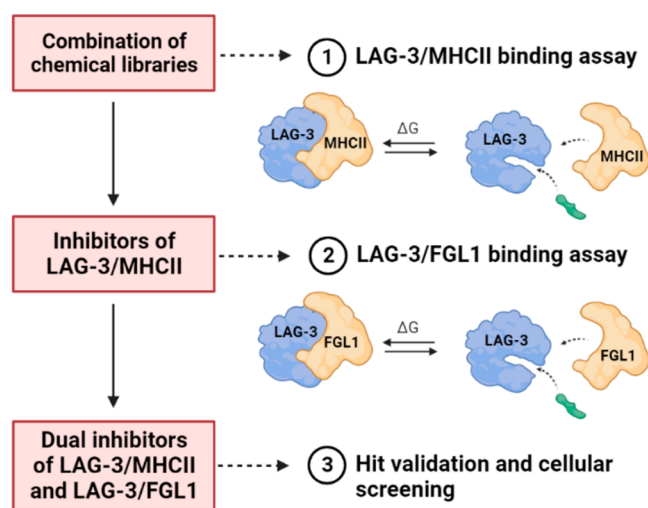 Combination of
chemical libraries
1 LAG-3/MHCII binding assay
LAG-3
MHCII
ΔG
LAG-3
MHCII
Inhibitors of
LAG-3/MHCII
2 LAG-3/FGL1 binding assay
LAG-3
FGL1
ΔG
LAG-3
FGL1
Dual inhibitors
of LAG-3/MHCII
and LAG-3/FGL1
3 Hit validation and cellular
screening